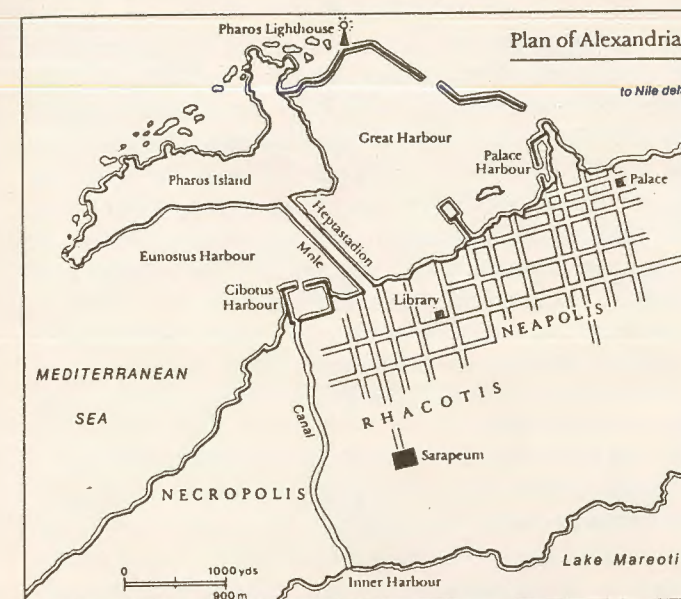 Pharos Lighthouse
Plan of Alexandria
to Nile delt
Great Harbour
Palace
Harbour
Palace
Pharos Island
Heptastadion
Mole
Eunostus Harbour
Cibotus
Harbour
Library
NEAPOLIS
MEDITERRANEAN
SEA
RHACOTIS
Canal
Sarapeum
NECROPOLIS
0 1000 yds
900 m
Lake Mareoti
Inner Harbour